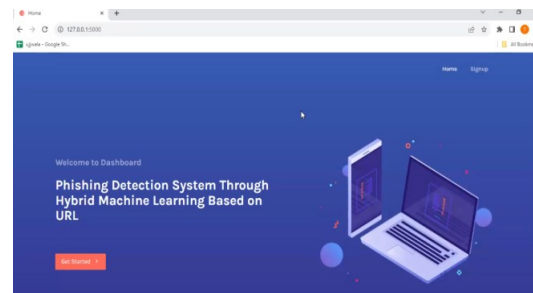 Home
127.0.0.1:5000
All Bookma
Home Signup
Welcome to Dashboard
Phishing Detection System Through
Hybrid Machine Learning Based on
URL
Get Started